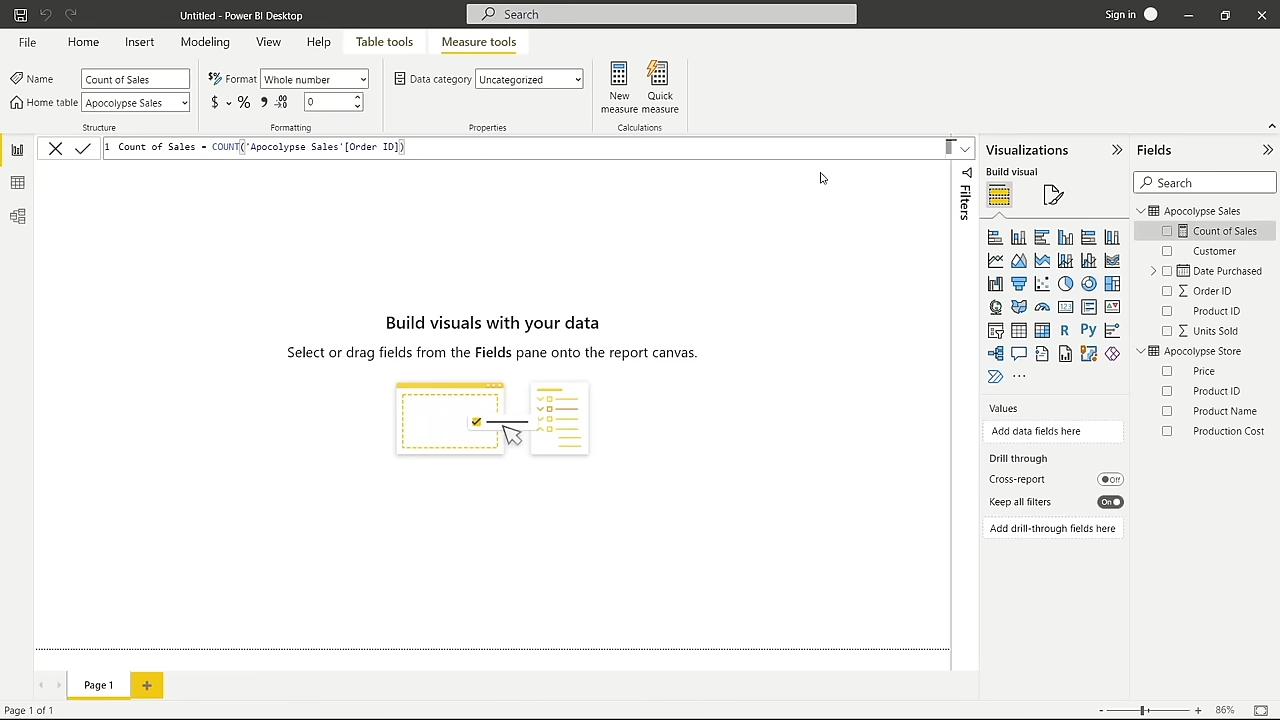 Untitled - Power BI Desktop
Search
Sign in
File
Home
Insert
Modeling
View
Help
Table tools
Measure tools
Name
Count of Sales
Home table
Apocolypse Sales
Structure
Format
Whole number
$
%
0
Formatting
Data category
Uncategorized
Properties
New measure
Quick measure
Calculations
1 Count of Sales = COUNT('Apocolypse Sales'[Order ID])
Filters
Build visuals with your data
Select or drag fields from the Fields pane onto the report canvas.
Visualizations
Build visual
123
R
Py
...
Values
Add data fields here
Drill through
Cross-report
Off
Keep all filters
On
Add drill-through fields here
Fields
Search
Apocolypse Sales
Count of Sales
Customer
Date Purchased
Σ Order ID
Product ID
Σ Units Sold
Apocolypse Store
Price
Product ID
Product Name
Production Cost
Page 1
+
Page 1 of 1
- + 86%